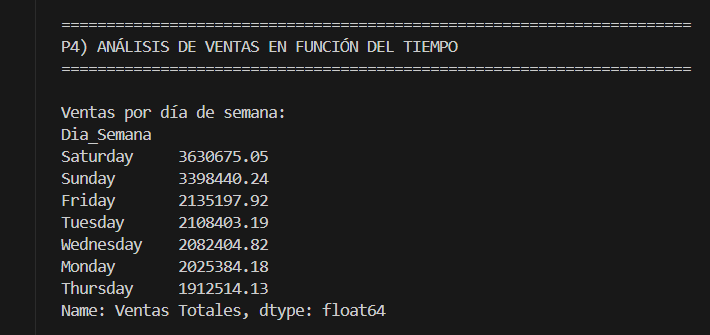 ======================================================================
P4) ANÁLISIS DE VENTAS EN FUNCIÓN DEL TIEMPO
======================================================================
Ventas por día de semana:
Dia_Semana
Saturday     3630675.05
Sunday       3398440.24
Friday       2135197.92
Tuesday      2108403.19
Wednesday    2082404.82
Monday       2025384.18
Thursday     1912514.13
Name: Ventas Totales, dtype: float64